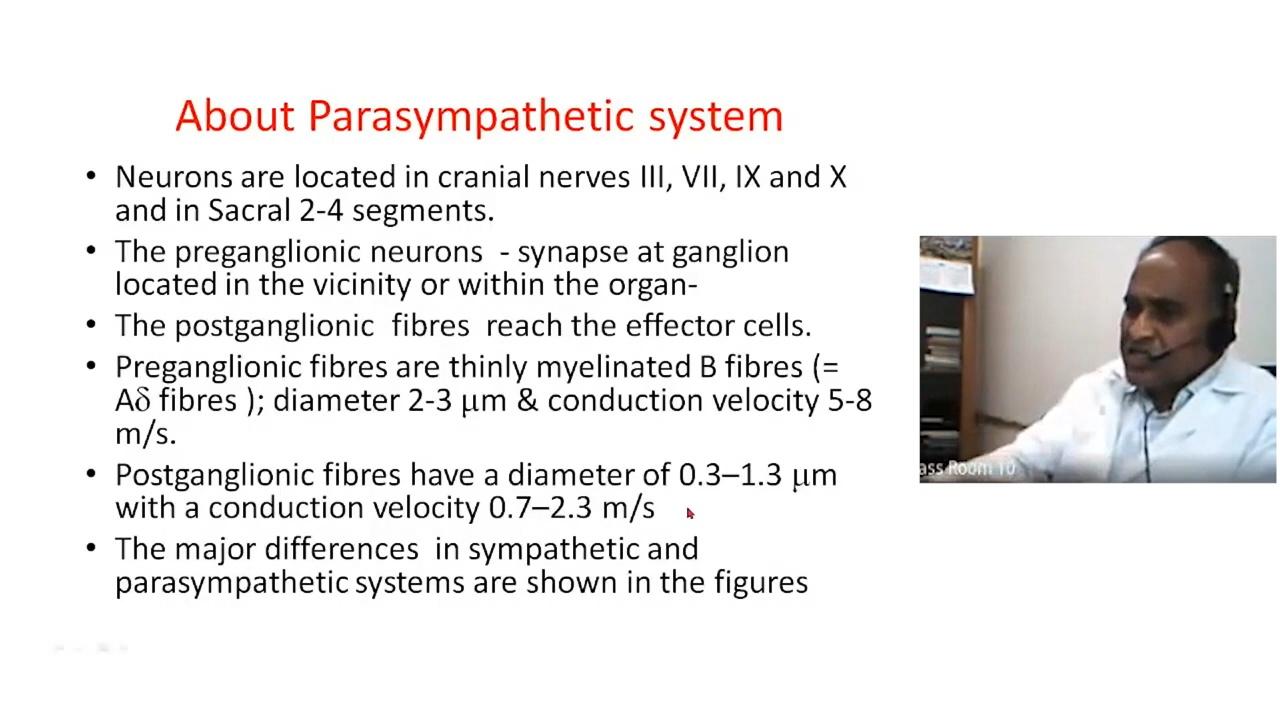 About Parasympathetic system
• Neurons are located in cranial nerves III, VII, IX and X
and in Sacral 2-4 segments.
• The preganglionic neurons - synapse at ganglion
located in the vicinity or within the organ-
• The postganglionic fibres reach the effector cells.
• Preganglionic fibres are thinly myelinated B fibres (=
Aδ fibres ); diameter 2-3 μm & conduction velocity 5-8
m/s.
• Postganglionic fibres have a diameter of 0.3–1.3 μm
with a conduction velocity 0.7–2.3 m/s
• The major differences in sympathetic and
parasympathetic systems are shown in the figures
ass Room 10